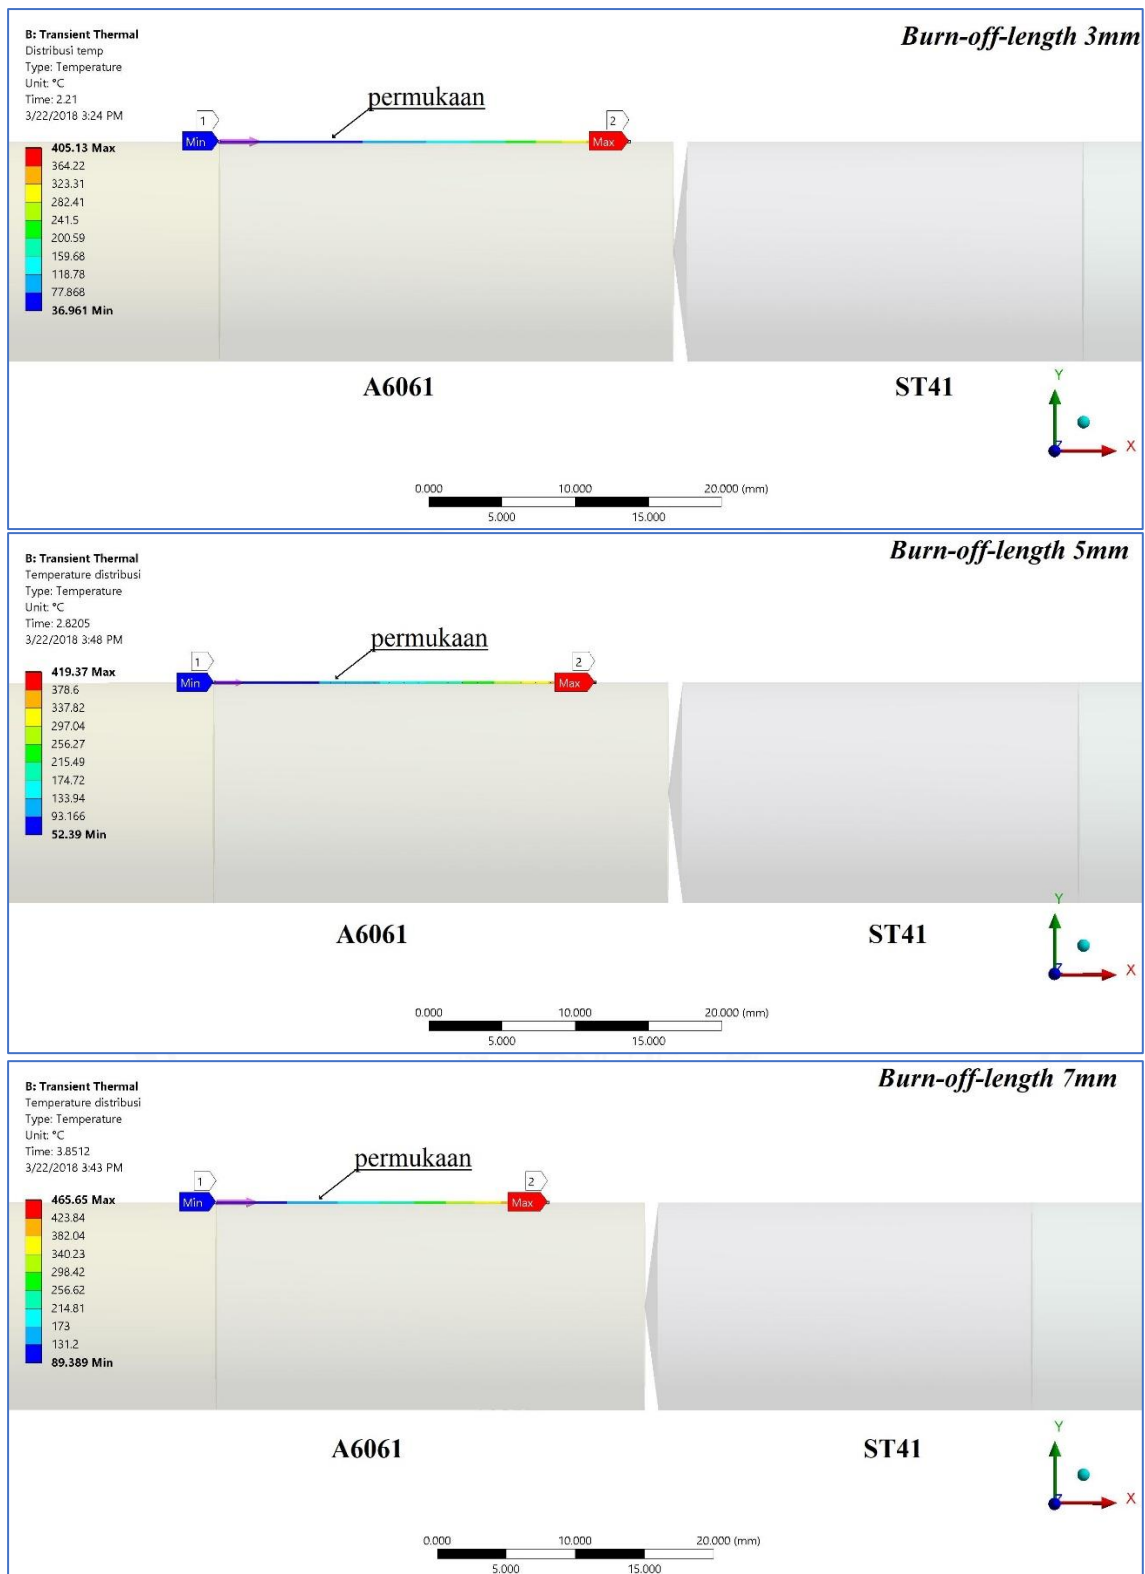 Burn-off-length 3mm
B: Transient Thermal
Distribusi temp
Type: Temperature
Unit: °C
Time: 2.21
3/22/2018 3:24 PM
permukaan
1
2
Min
Max
405.13 Max
364.22
323.31
282.41
241.5
200.59
159.68
118.78
77.868
36.961 Min
A6061
ST41
Y
Z
X
0.000
10.000
20.000 (mm)
5.000
15.000
Burn-off-length 5mm
B: Transient Thermal
Temperature distribusi
Type: Temperature
Unit: °C
Time: 2.8205
3/22/2018 3:48 PM
permukaan
1
2
Min
Max
419.37 Max
378.6
337.82
297.04
256.27
215.49
174.72
133.94
93.166
52.39 Min
A6061
ST41
Y
Z
X
0.000
10.000
20.000 (mm)
5.000
15.000
Burn-off-length 7mm
B: Transient Thermal
Temperature distribusi
Type: Temperature
Unit: °C
Time: 3.8512
3/22/2018 3:43 PM
permukaan
1
2
Min
Max
465.65 Max
423.84
382.04
340.23
298.42
256.62
214.81
173
131.2
89.389 Min
A6061
ST41
Y
Z
X
0.000
10.000
20.000 (mm)
5.000
15.000